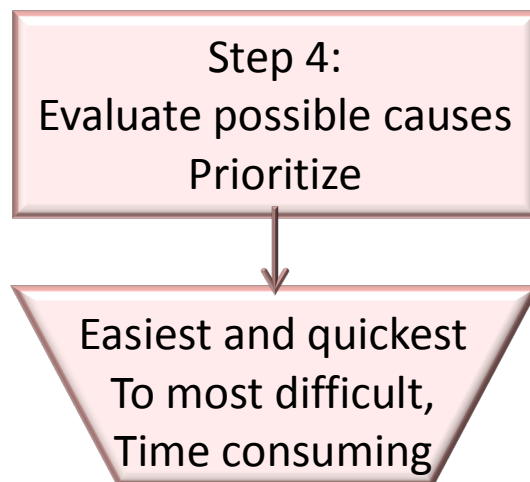 Step 4:
Evaluate possible causes
Prioritize
Easiest and quickest
To most difficult,
Time consuming